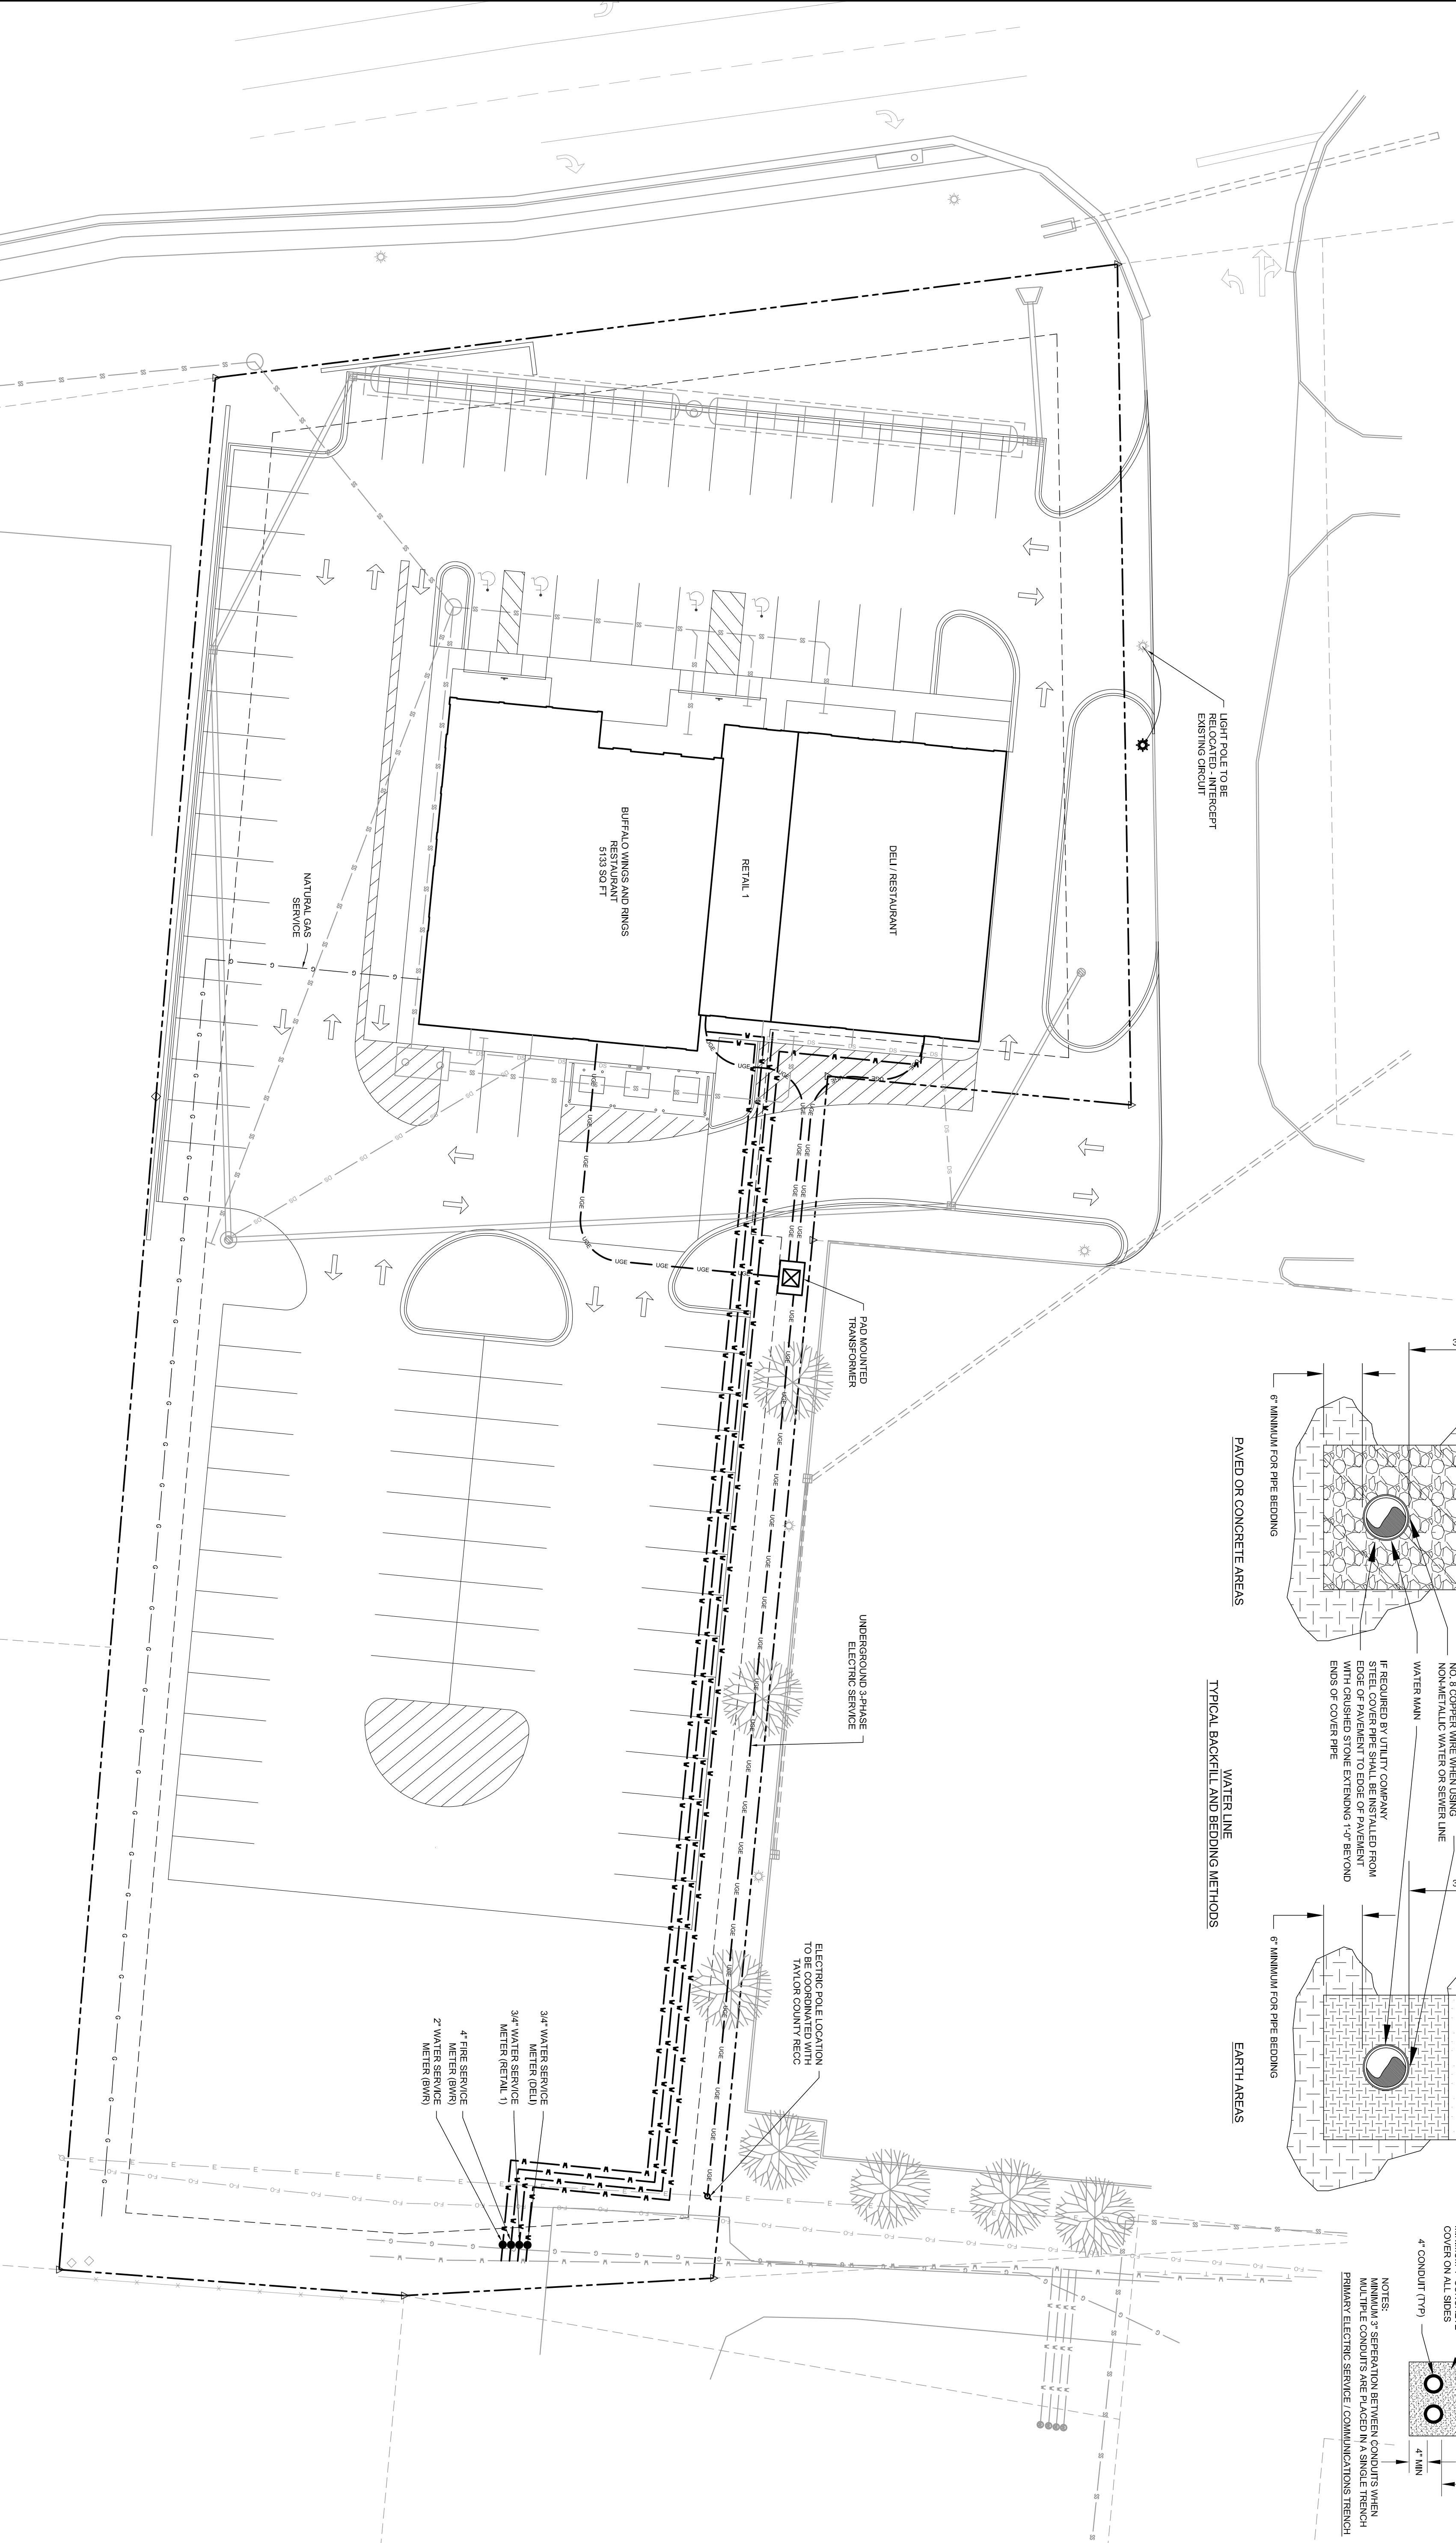 LIGHT POLE TO BE
RELOCATED - INTERCEPT
EXISTING CIRCUIT
DELI / RESTAURANT
RETAIL 1
BUFFALO WINGS AND RINGS
RESTAURANT
5133 SQ FT
NATURAL GAS
SERVICE
PAD MOUNTED
TRANSFORMER
UNDERGROUND 3-PHASE
ELECTRIC SERVICE
ELECTRIC POLE LOCATION
TO BE COORDINATED WITH
TAYLOR COUNTY RECC
3/4" WATER SERVICE
METER (DELI)
3/4" WATER SERVICE
METER (RETAIL 1)
4" FIRE SERVICE
METER (BWR)
2" WATER SERVICE
METER (BWR)
6" MINIMUM FOR PIPE BEDDING
PAVED OR CONCRETE AREAS
NO. 8 COPPER WIRE WHEN USING
NON-METALLIC WATER OR SEWER LINE
WATER MAIN
IF REQUIRED BY UTILITY COMPANY
STEEL COVER PIPE SHALL BE INSTALLED FROM
EDGE OF PAVEMENT TO EDGE OF PAVEMENT
WITH CRUSHED STONE EXTENDNG 1'-0" BEYOND
ENDS OF COVER PIPE
WATER LINE
TYPICAL BACKFILL AND BEDDING METHODS
6" MINIMUM FOR PIPE BEDDING
EARTH AREAS
COVER ON ALL SIDES
4" CONDUIT (TYP)
4" MIN
NOTES:
MINIMUM 3" SEPERATION BETWEEN CONDUITS WHEN
MULTIPLE CONDUITS ARE PLACED IN A SINGLE TRENCH
PRIMARY ELECTRIC SERVICE / COMMUNICATIONS TRENCH